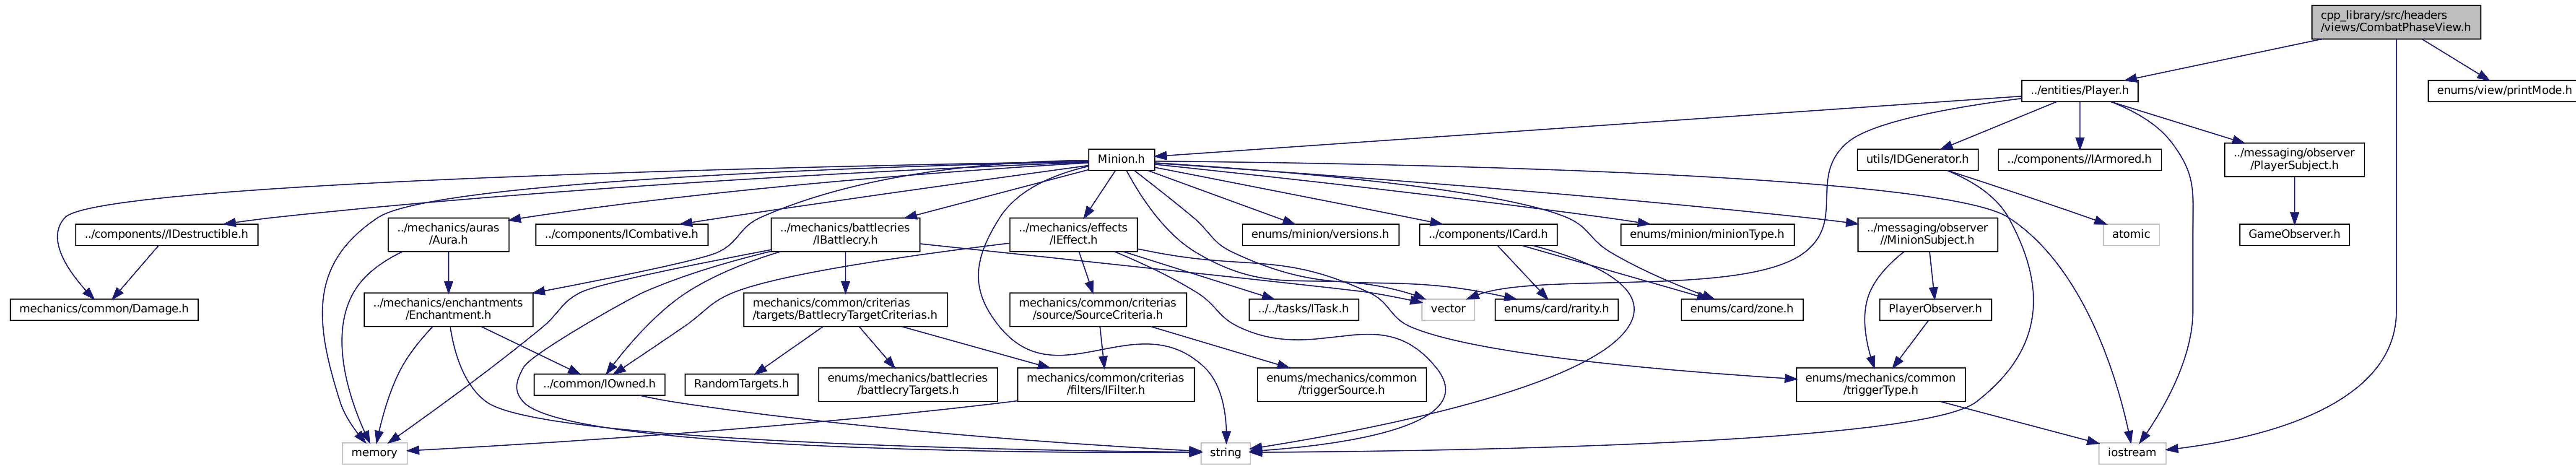 cpp_library/src/headers
/views/CombatPhaseView.h
../entities/Player.h
enums/view/printMode.h
Minion.h
utils/IDGenerator.h
../components//IArmored.h
../messaging/observer
/PlayerSubject.h
../components//IDestructible.h
../mechanics/auras
/Aura.h
../components/ICombative.h
../mechanics/battlecries
/IBattlecry.h
../mechanics/effects
/IEffect.h
enums/minion/versions.h
../components/ICard.h
enums/minion/minionType.h
../messaging/observer
//MinionSubject.h
atomic
GameObserver.h
mechanics/common/Damage.h
../mechanics/enchantments
/Enchantment.h
mechanics/common/criterias
/targets/BattlecryTargetCriterias.h
mechanics/common/criterias
/source/SourceCriteria.h
../../tasks/ITask.h
vector
enums/card/rarity.h
enums/card/zone.h
PlayerObserver.h
../common/IOwned.h
RandomTargets.h
enums/mechanics/battlecries
/battlecryTargets.h
mechanics/common/criterias
/filters/IFilter.h
enums/mechanics/common
/triggerSource.h
enums/mechanics/common
/triggerType.h
memory
string
iostream